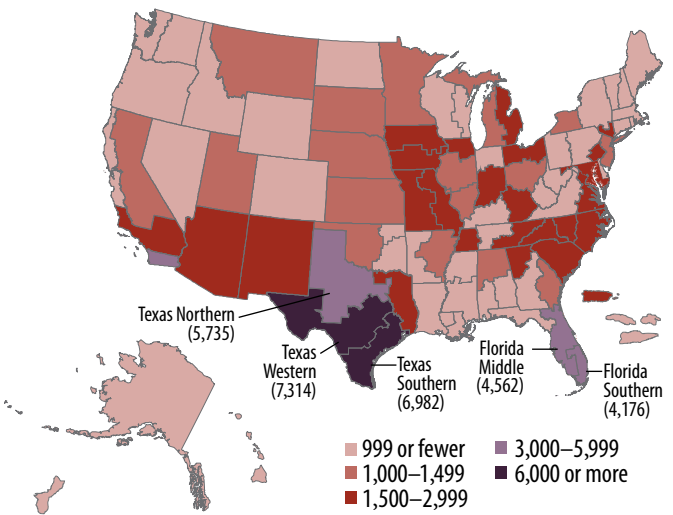 Texas Northern
(5,735)
Texas
Western
(7,314)
Texas
Southern
(6,982)
Florida
Middle
(4,562)
Florida
Southern
(4,176)
999 or fewer
1,000–1,499
1,500–2,999
3,000–5,999
6,000 or more